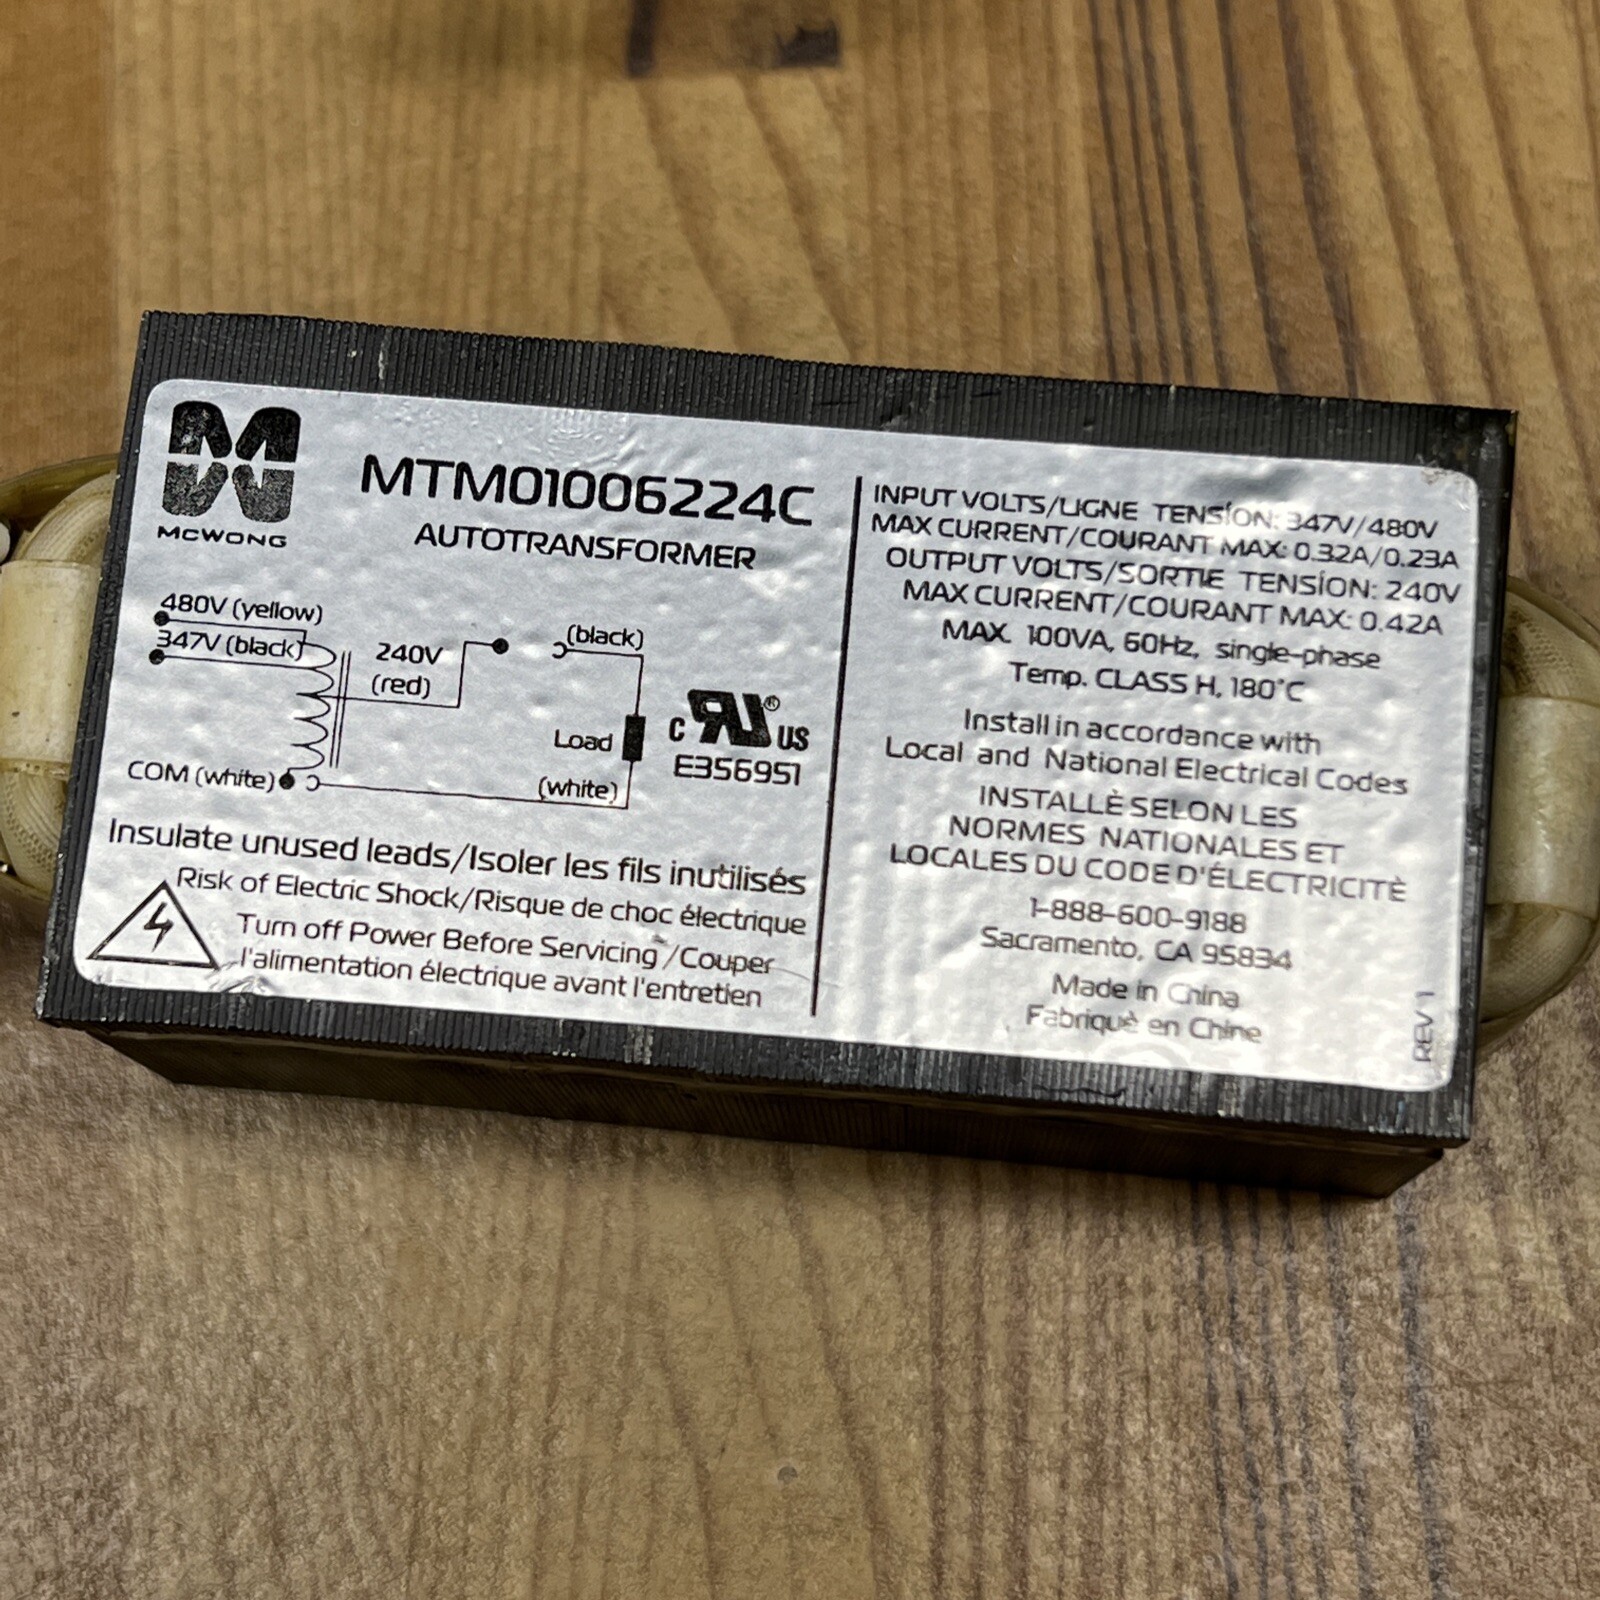 McWONG
MTM01006224C
AUTOTRANSFORMER
480V (yellow)
347V (black)
240V
(red)
(black)
Load
(white)
COM (white)
C RU ® US
E356951
Insulate unused leads/Isoler les fils inutilisés
Risk of Electric Shock/Risque de choc électrique
Turn off Power Before Servicing /Couper
l'alimentation électrique avant l'entretien
INPUT VOLTS/LIGNE TENSÍON: 347V/480V
MAX CURRENT/COURANT MAX: 0.32A/0.23A
OUTPUT VOLTS/SORTIE TENSÍON: 240V
MAX CURRENT/COURANT MAX: 0.42A
MAX. 100VA, 60Hz, single-phase
Temp. CLASS H, 180°C
Install in accordance with
Local and National Electrical Codes
INSTALLÈ SELON LES
NORMES NATIONALES ET
LOCALES DU CODE D'ÉLECTRICITÈ
1-888-600-9188
Sacramento, CA 95834
Made in China
Fabriquè en Chine
REV 1